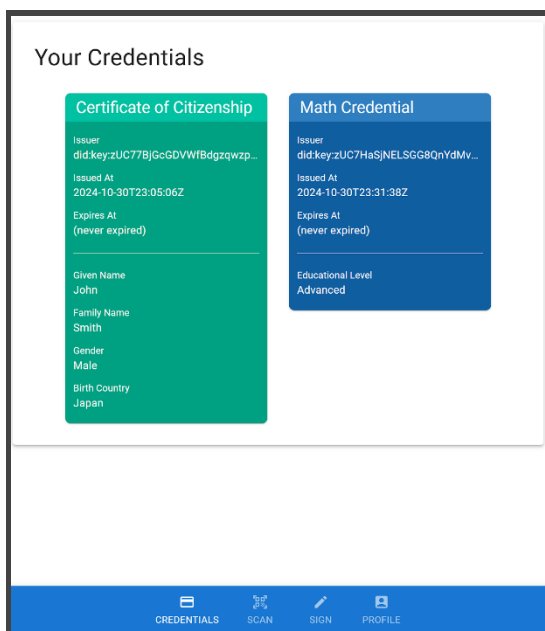 Your Credentials
Certificate of Citizenship
Issuer
did:key:zUC77BjGcGDVWfBdgzqwzp...
Issued At
2024-10-30T23:05:06Z
Expires At
(never expired)
Given Name
John
Family Name
Smith
Gender
Male
Birth Country
Japan
Math Credential
Issuer
did:key:zUC7HaSjNELSGG8QnYdMv...
Issued At
2024-10-30T23:31:38Z
Expires At
(never expired)
Educational Level
Advanced
CREDENTIALS
SCAN
SIGN
PROFILE